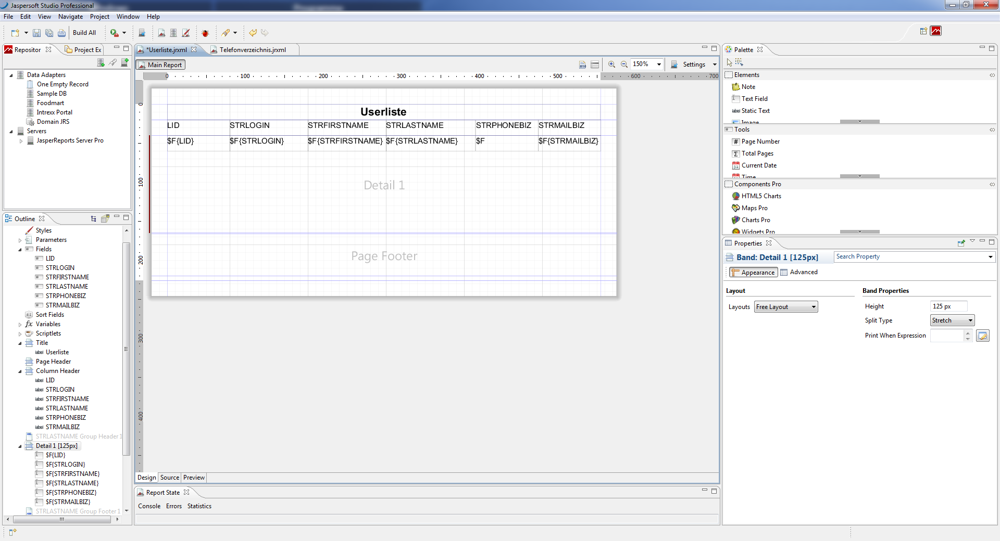 Jaspersoft Studio Professional
File Edit View Navigate Project Window Help
Build All
Repositor
Project Ex
Data Adapters
One Empty Record
Sample DB
Foodmart
Intrexx Portal
Domain JRS
Servers
JasperReports Server Pro
Outline
Styles
Parameters
Fields
LID
STRLOGIN
STRFIRSTNAME
STRLASTNAME
STRPHONEBIZ
STRMAILBIZ
Sort Fields
Variables
Scriptlets
Title
label Userliste
Page Header
Column Header
label LID
label STRLOGIN
label STRFIRSTNAME
label STRLASTNAME
label STRPHONEBIZ
label STRMAILBIZ
STRLASTNAME Group Header 1
Detail 1 [125px]
$F{LID}
$F{STRLOGIN}
$F{STRFIRSTNAME}
$F{STRLASTNAME}
$F{STRPHONEBIZ}
$F{STRMAILBIZ}
STRLASTNAME Group Footer 1
*Userliste.jrxml
Telefonverzeichnis.jrxml
Main Report
150%
Settings
0 100 200 300 400 500 600 700
0
100
200
300
400
Userliste
LID STRLOGIN STRFIRSTNAME STRLASTNAME STRPHONEBIZ STRMAILBIZ
$F{LID} $F{STRLOGIN} $F{STRFIRSTNAME} $F{STRLASTNAME} $F $F{STRMAILBIZ}
Detail 1
Page Footer
Design Source Preview
Report State
Console Errors Statistics
Palette
Elements
Note
Text Field
label Static Text
Image
Tools
Page Number
Total Pages
Current Date
Time
Components Pro
HTML5 Charts
Maps Pro
Charts Pro
Widgets Pro
Properties
Band: Detail 1 [125px]
Search Property
Appearance
Advanced
Layout
Layouts Free Layout
Band Properties
Height 125 px
Split Type Stretch
Print When Expression